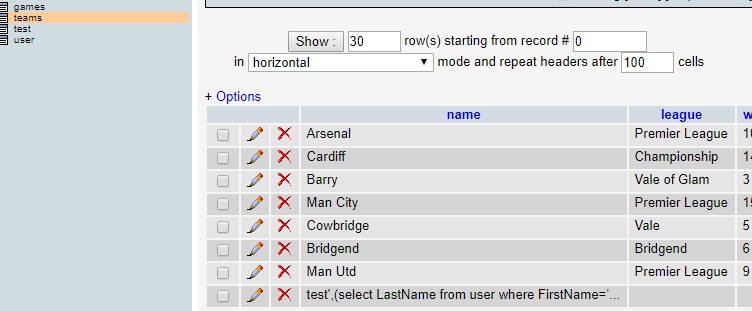 games
teams
test
user
Show : 30 row(s) starting from record # 0
in horizontal mode and repeat headers after 100 cells
+ Options
name league w
Arsenal Premier League 10
Cardiff Championship 14
Barry Vale of Glam 3
Man City Premier League 15
Cowbridge Vale 5
Bridgend Bridgend 6
Man Utd Premier League 9
test',(select LastName from user where FirstName='...